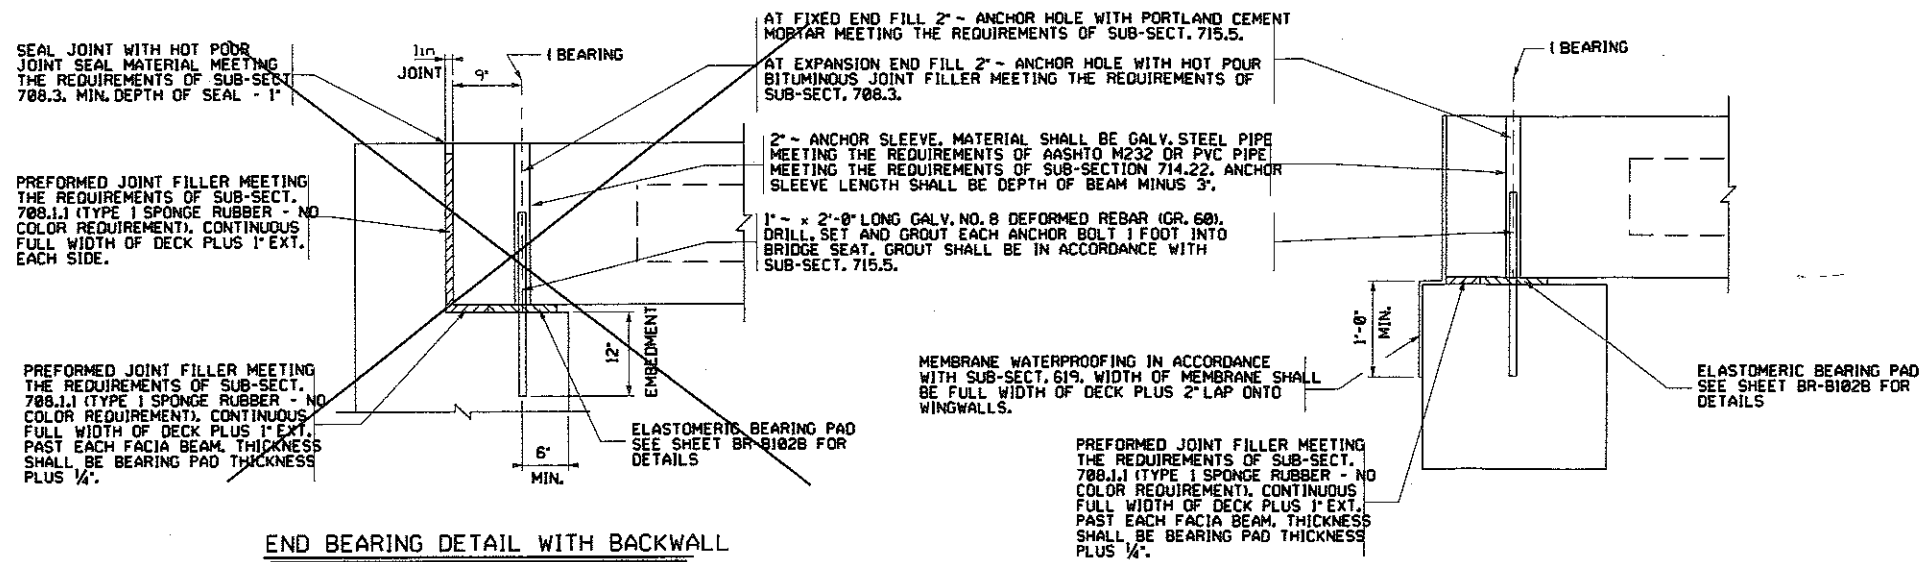 SEAL JOINT WITH HOT POUR
JOINT SEAL MATERIAL MEETING
THE REQUIREMENTS OF SUB-SECT
708.3. MIN. DEPTH OF SEAL - 1"
PREFORMED JOINT FILLER MEETING
THE REQUIREMENTS OF SUB-SECT.
708.1.1 (TYPE 1 SPONGE RUBBER - NO
COLOR REQUIREMENT). CONTINUOUS
FULL WIDTH OF DECK PLUS 1" EXT.
EACH SIDE.
PREFORMED JOINT FILLER MEETING
THE REQUIREMENTS OF SUB-SECT.
708.1.1 (TYPE 1 SPONGE RUBBER - NO
COLOR REQUIREMENT). CONTINUOUS
FULL WIDTH OF DECK PLUS 1" EXT.
PAST EACH FACIA BEAM. THICKNESS
SHALL BE BEARING PAD THICKNESS
PLUS 1/4".
1in
JOINT
9"
BEARING
12"
EMBEDMENT
6"
MIN.
ELASTOMERIC BEARING PAD
SEE SHEET BR-B102B FOR
DETAILS
END BEARING DETAIL WITH BACKWALL
AT FIXED END FILL 2"~ ANCHOR HOLE WITH PORTLAND CEMENT
MORTAR MEETING THE REQUIREMENTS OF SUB-SECT. 715.5.
AT EXPANSION END FILL 2"~ ANCHOR HOLE WITH HOT POUR
BITUMINOUS JOINT FILLER MEETING THE REQUIREMENTS OF
SUB-SECT. 708.3.
2"~ ANCHOR SLEEVE. MATERIAL SHALL BE GALV. STEEL PIPE
MEETING THE REQUIREMENTS OF AASHTO M232 OR PVC PIPE
MEETING THE REQUIREMENTS OF SUB-SECTION 714.22. ANCHOR
SLEEVE LENGTH SHALL BE DEPTH OF BEAM MINUS 3".
1"~ x 2'-0" LONG GALV. NO. 8 DEFORMED REBAR (GR. 60).
DRILL, SET AND GROUT EACH ANCHOR BOLT 1 FOOT INTO
BRIDGE SEAT. GROUT SHALL BE IN ACCORDANCE WITH
SUB-SECT. 715.5.
BEARING
1'-0"
MIN.
MEMBRANE WATERPROOFING IN ACCORDANCE
WITH SUB-SECT. 619. WIDTH OF MEMBRANE SHALL
BE FULL WIDTH OF DECK PLUS 2" LAP ONTO
WINGWALLS.
ELASTOMERIC BEARING PAD
SEE SHEET BR-B102B FOR
DETAILS
PREFORMED JOINT FILLER MEETING
THE REQUIREMENTS OF SUB-SECT.
708.1.1 (TYPE 1 SPONGE RUBBER - NO
COLOR REQUIREMENT). CONTINUOUS
FULL WIDTH OF DECK PLUS 1" EXT.
PAST EACH FACIA BEAM. THICKNESS
SHALL BE BEARING PAD THICKNESS
PLUS 1/4".